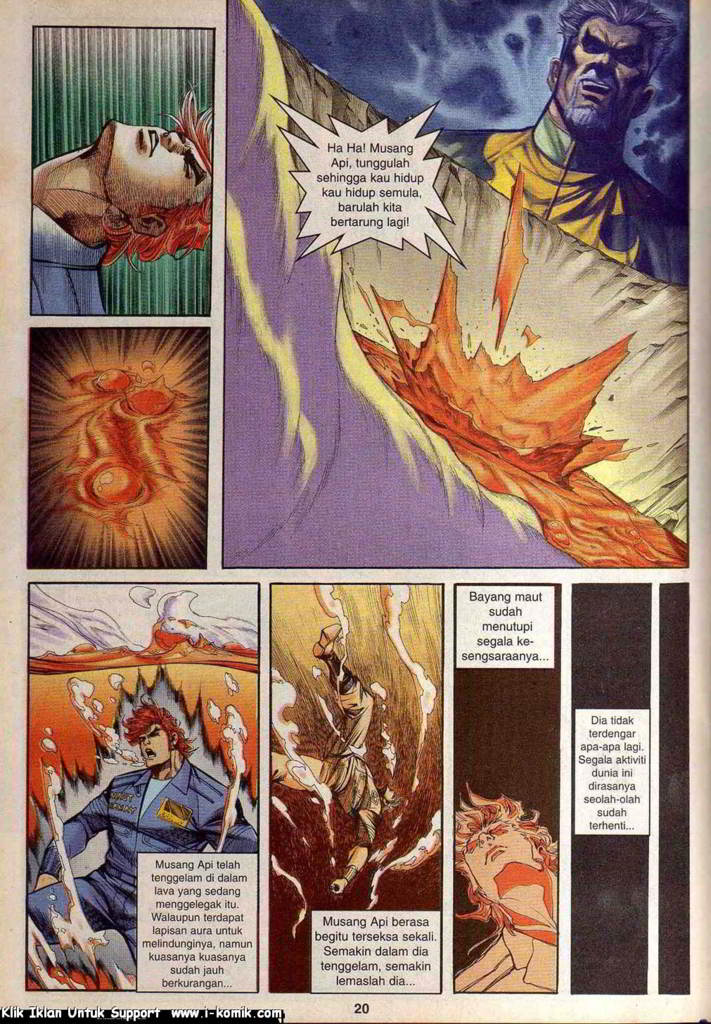 Ha Ha! Musang
Api, tunggulah
sehingga kau hidup
kau hidup semula,
barulah kita
bertarung lagi!
Musang Api telah
tenggelam di dalam
lava yang sedang
menggelegak itu.
Walaupun terdapat
lapisan aura untuk
melindunginya, namun
kuasanya kuasanya
sudah jauh
berkurangan...
Musang Api berasa
begitu terseksa sekali.
Semakin dalam dia
tenggelam, semakin
lemaslah dia...
Bayang maut
sudah
menutupi
segala ke-
sengsaraanya...
Dia tidak
terdengar
apa-apa lagi.
Segala aktiviti
dunia ini
dirasanya
seolah-olah
sudah
terhenti...
20
Klik Iklan Untuk Support www.i-komik.com